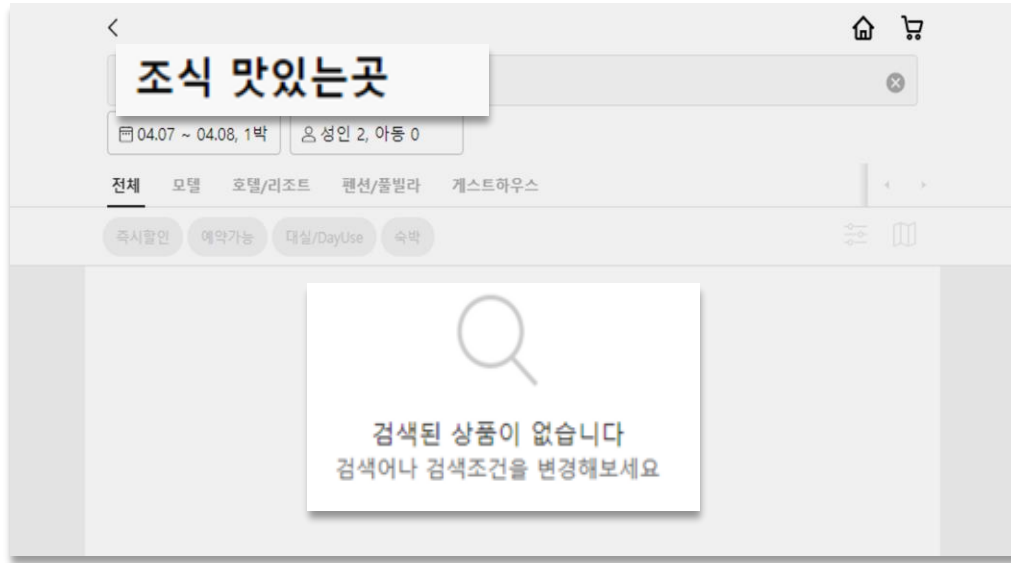 조식 맛있는곳
04.07 ~ 04.08, 1박 성인 2, 아동 0
전체 모텔 호텔/리조트 펜션/풀빌라 게스트하우스
즉시할인 예약가능 대실/DayUse 숙박
검색된 상품이 없습니다
검색어나 검색조건을 변경해보세요